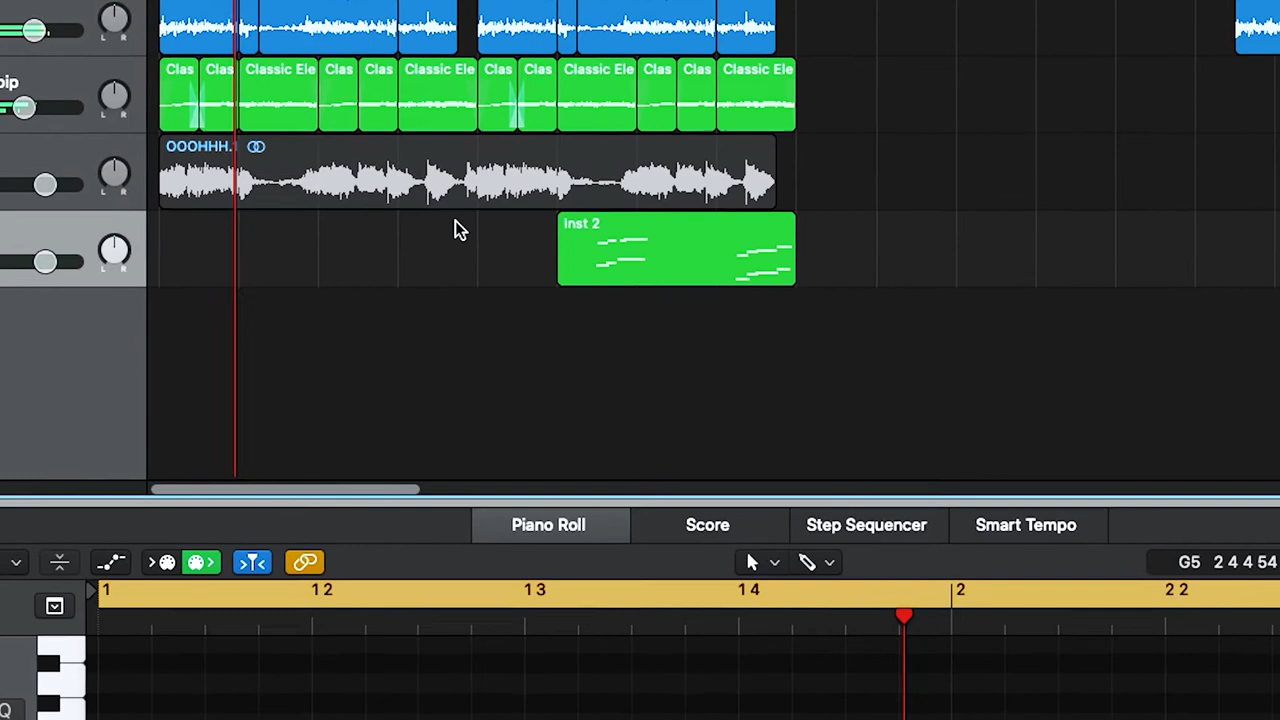 L R
pip
Clas Clas Classic Ele Clas Clas Classic Ele Clas Clas Classic Ele Clas Clas Classic Ele
L R
OOOHHH.1
L R
Inst 2
L R
Piano Roll Score Step Sequencer Smart Tempo
G5 2 4 4 54
1 1 2 1 3 1 4 2 2 2
Q